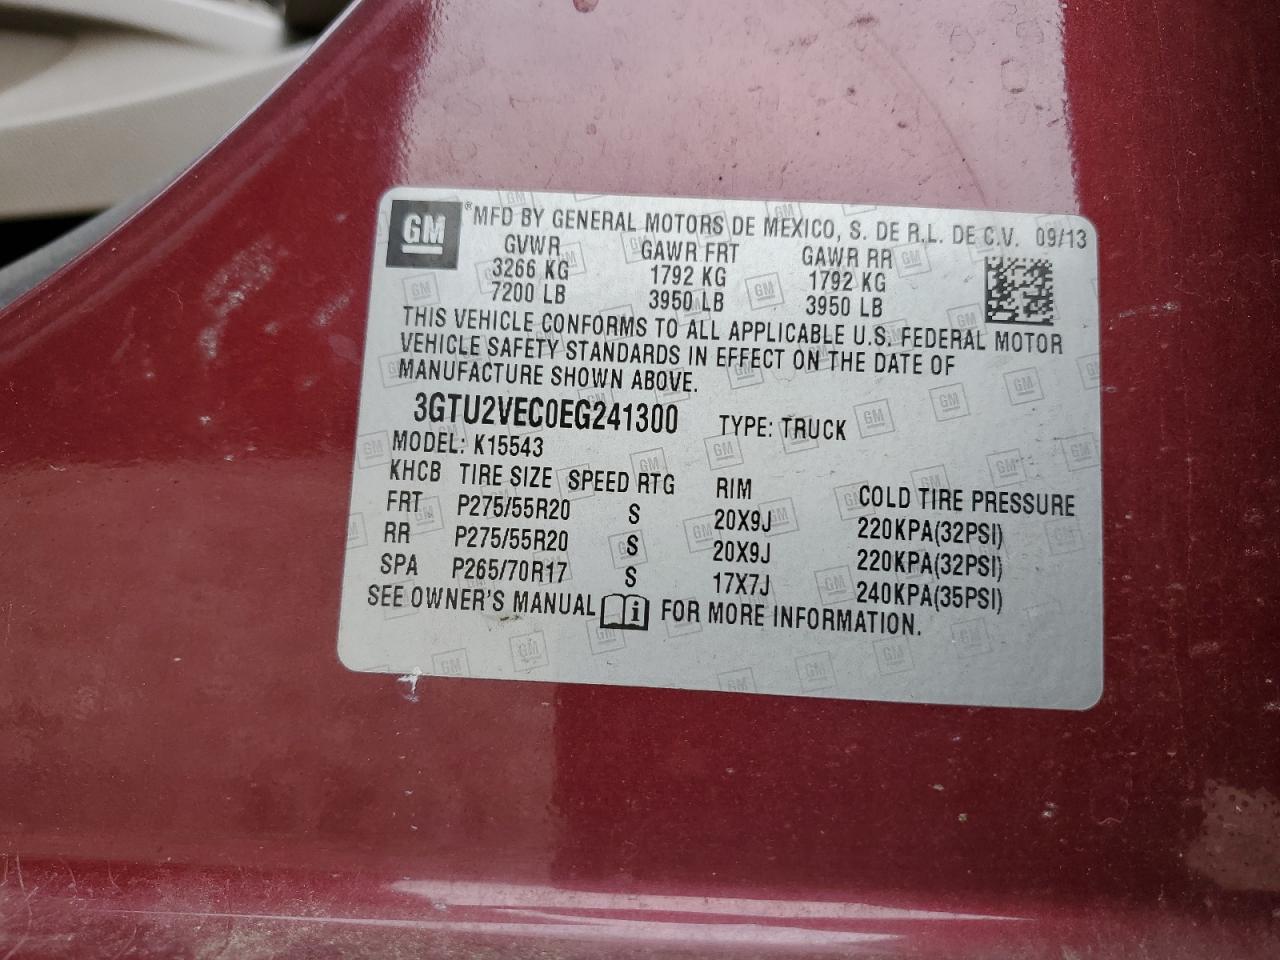 GM ® MFD BY GENERAL MOTORS DE MEXICO, S. DE R.L. DE C.V. 09/13
GVWR GAWR FRT GAWR RR
3266 KG 1792 KG 1792 KG
7200 LB 3950 LB 3950 LB
THIS VEHICLE CONFORMS TO ALL APPLICABLE U.S. FEDERAL MOTOR
VEHICLE SAFETY STANDARDS IN EFFECT ON THE DATE OF
MANUFACTURE SHOWN ABOVE.
3GTU2VEC0EG241300 TYPE: TRUCK
MODEL: K15543
KHCB TIRE SIZE SPEED RTG RIM COLD TIRE PRESSURE
FRT P275/55R20 S 20X9J 220KPA(32PSI)
RR P275/55R20 S 20X9J 220KPA(32PSI)
SPA P265/70R17 S 17X7J 240KPA(35PSI)
SEE OWNER'S MANUAL i FOR MORE INFORMATION.